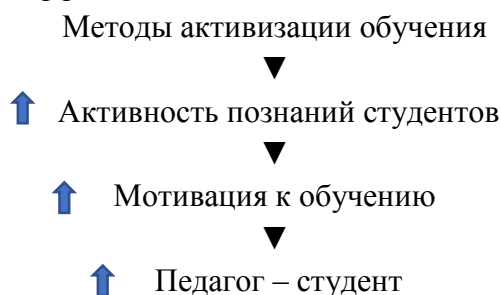 Методы активизации обучения
Активность познаний студентов
Мотивация к обучению
Педагог – студент